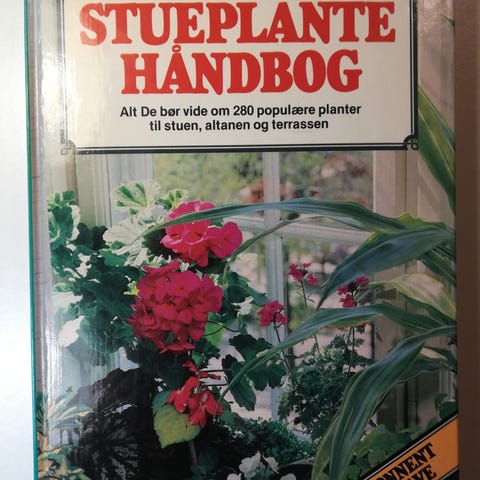 STUEPLANTE
HÅNDBOG
Alt De bør vide om 280 populære planter
til stuen, altanen og terrassen